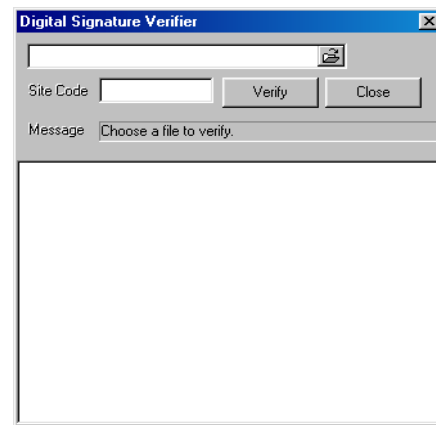 Digital Signature Verifier
Site Code Verify Close
Message Choose a file to verify.